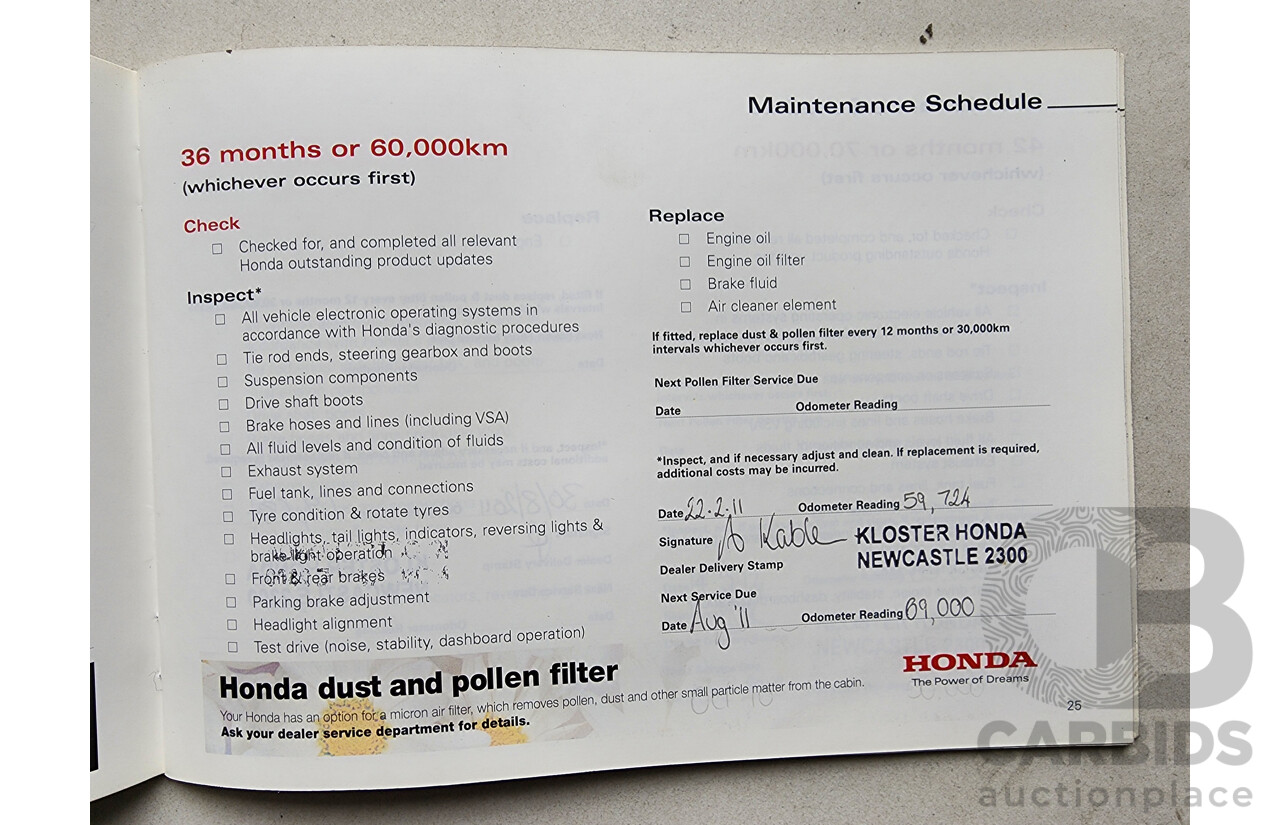 Maintenance Schedule
36 months or 60,000km
(whichever occurs first)
Check
Checked for, and completed all relevant
Honda outstanding product updates
Inspect*
All vehicle electronic operating systems in
accordance with Honda's diagnostic procedures
Tie rod ends, steering gearbox and boots
Suspension components
Drive shaft boots
Brake hoses and lines (including VSA)
All fluid levels and condition of fluids
Exhaust system
Fuel tank, lines and connections
Tyre condition & rotate tyres
Headlights, tail lights, indicators, reversing lights &
brake light operation
Front & rear brakes
Parking brake adjustment
Headlight alignment
Test drive (noise, stability, dashboard operation)
Replace
Engine oil
Engine oil filter
Brake fluid
Air cleaner element
If fitted, replace dust & pollen filter every 12 months or 30,000km
intervals whichever occurs first.
Next Pollen Filter Service Due
Date Odometer Reading
*Inspect, and if necessary adjust and clean. If replacement is required,
additional costs may be incurred.
Date 22.2.11 Odometer Reading 59,724
Signature A Kable KLOSTER HONDA
NEWCASTLE 2300
Dealer Delivery Stamp
Next Service Due
Date Aug '11 Odometer Reading 69,000
HONDA
The Power of Dreams
Honda dust and pollen filter
Your Honda has an option for a micron air filter, which removes pollen, dust and other small particle matter from the cabin.
Ask your dealer service department for details.
25
CARBIDS
auctionplace